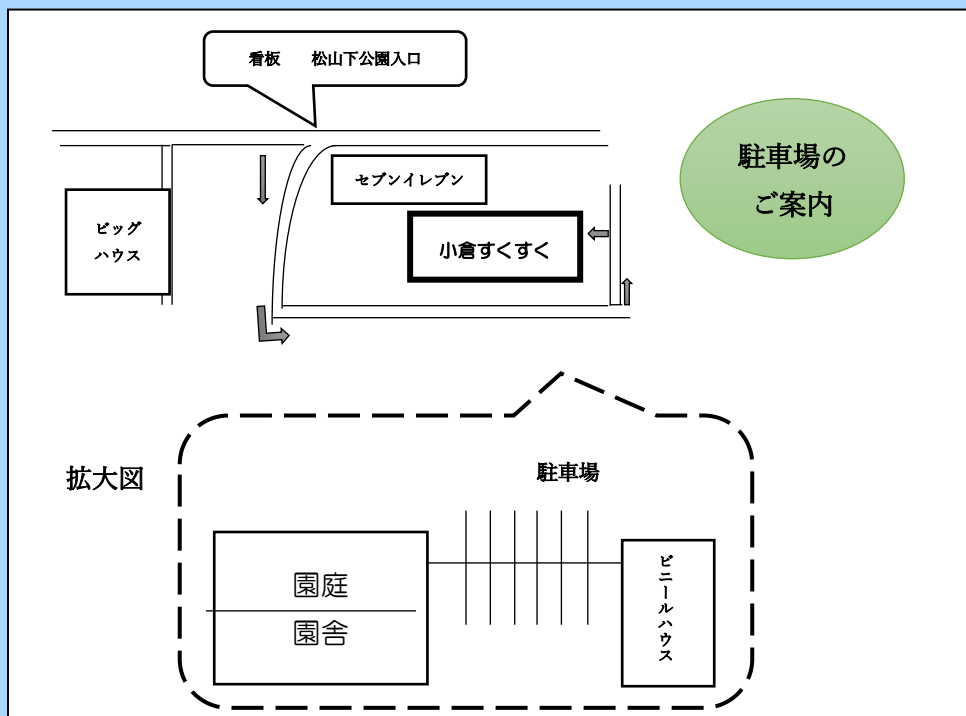 看板　　松山下公園入口
駐車場の
ご案内
セブンイレブン
ビッグ
ハウス
小倉すくすく
拡大図
駐車場
園庭
園舎
ビニールハウス